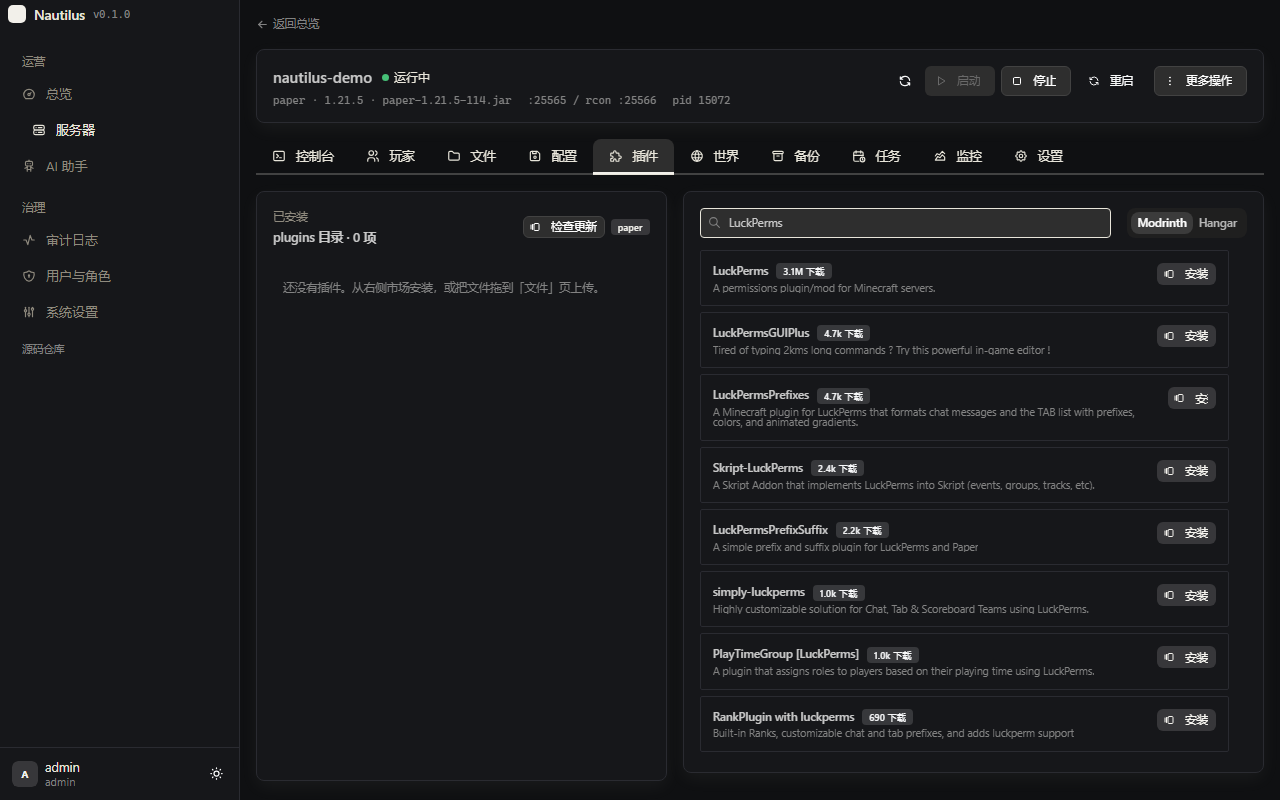 Nautilus v0.1.0
运营
总览
服务器
AI 助手
治理
审计日志
用户与角色
系统设置
源码仓库
A admin
admin
← 返回总览
nautilus-demo 运行中
paper · 1.21.5 · paper-1.21.5-114.jar :25565 / rcon :25566 pid 15072
启动 停止 重启 更多操作
控制台 玩家 文件 配置 插件 世界 备份 任务 监控 设置
已安装
plugins 目录 · 0 项
检查更新 paper
还没有插件。从右侧市场安装，或把文件拖到「文件」页上传。
LuckPerms
Modrinth Hangar
LuckPerms 3.1M 下载
A permissions plugin/mod for Minecraft servers.
安装
LuckPermsGUIPlus 4.7k 下载
Tired of typing 2kms long commands ? Try this powerful in-game editor !
安装
LuckPermsPrefixes 4.7k 下载
A Minecraft plugin for LuckPerms that formats chat messages and the TAB list with prefixes,
colors, and animated gradients.
安
Skript-LuckPerms 2.4k 下载
A Skript Addon that implements LuckPerms into Skript (events, groups, tracks, etc).
安装
LuckPermsPrefixSuffix 2.2k 下载
A simple prefix and suffix plugin for LuckPerms and Paper
安装
simply-luckperms 1.0k 下载
Highly customizable solution for Chat, Tab & Scoreboard Teams using LuckPerms.
安装
PlayTimeGroup [LuckPerms] 1.0k 下载
A plugin that assigns roles to players based on their playing time using LuckPerms.
安装
RankPlugin with luckperms 690 下载
Built-in Ranks, customizable chat and tab prefixes, and adds luckperm support
安装